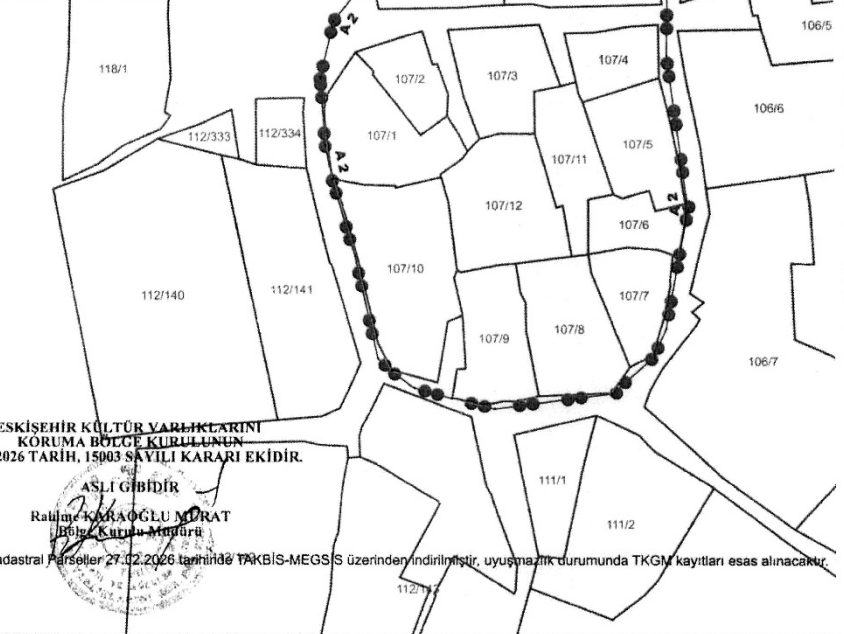 A 2
106/5
118/1
107/2
107/3
107/4
106/6
112/333
112/334
107/1
107/5
107/11
A 2
107/12
A 2
107/6
107/10
112/141
112/140
107/7
107/9
107/8
106/7
ESKİŞEHİR KÜLTÜR VARLIKLARINI
KORUMA BÖLGE KURULUNUN
2026 TARİH, 15003 SAYILI KARARI EKİDİR.
ASLI GİBİDİR
111/1
Rahime KARAOĞLU MURAT
Bölge Kurulu Müdürü
111/2
adastral Parseller 27.02.2026 tarihinde TAKBİS-MEGSİS üzerinden indirilmiştir, uyuşmazlık durumunda TKGM kayıtları esas alınacaktır.